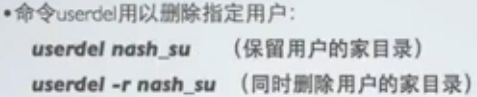 •命令userdel用以删除指定用户：
userdel nash_su （保留用户的家目录）
userdel -r nash_su （同时删除用户的家目录）